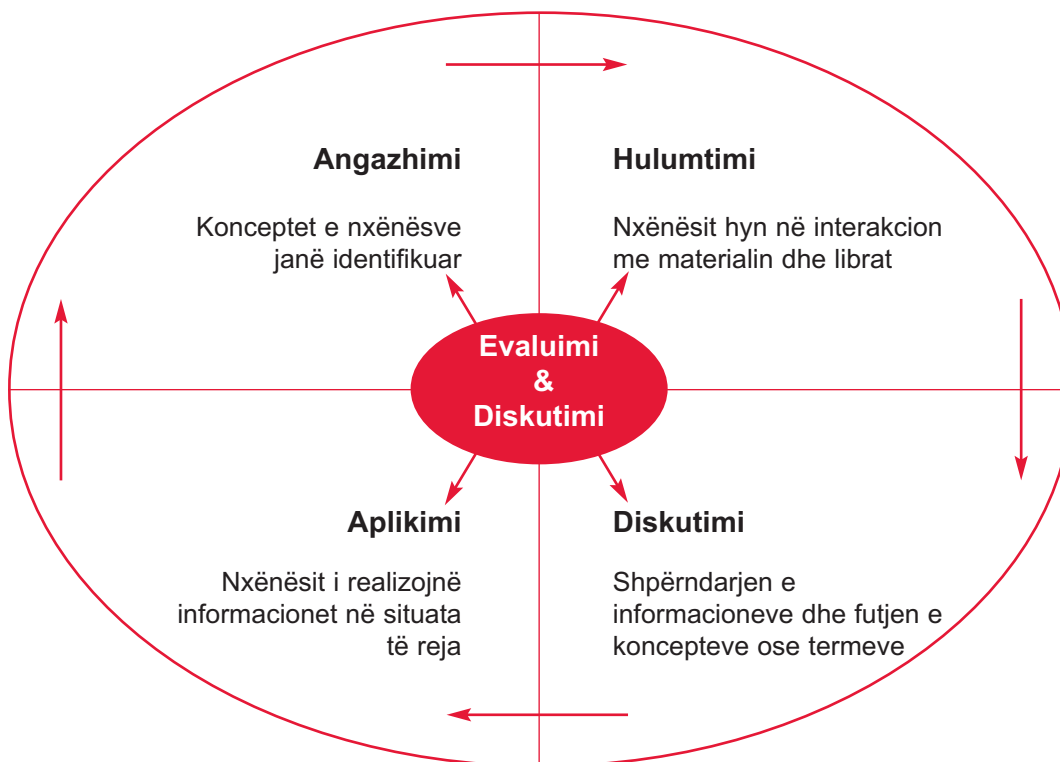 Angazhimi
Konceptet e nxënësve
janë identifikuar
Hulumtimi
Nxënësit hyn në interakcion
me materialin dhe librat
Evaluimi
&
Diskutimi
Aplikimi
Nxënësit i realizojnë
informacionet në situata
të reja
Diskutimi
Shpërndarjen e
informacioneve dhe futjen e
koncepteve ose termeve